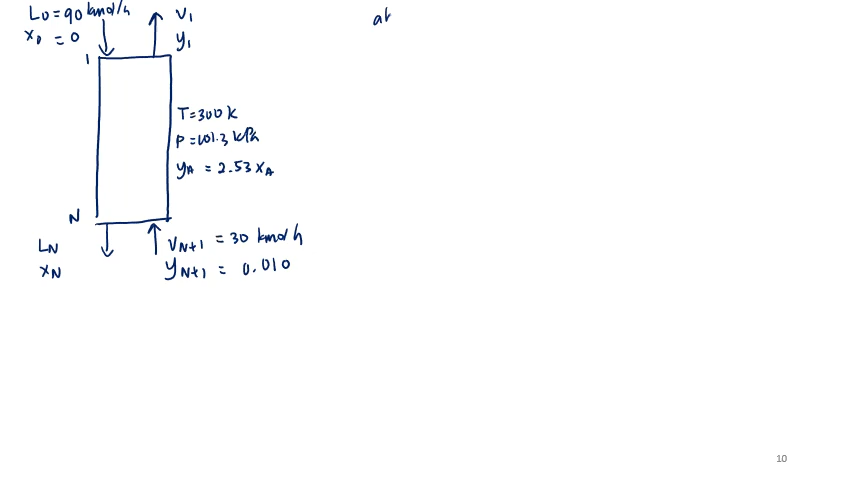 L0 = 90 kmol/h
x0 = 0
V1
y1
1
T = 300 K
P = 101.3 kPa
yA = 2.53 xA
N
LN
xN
VN+1 = 30 kmol/h
yN+1 = 0.010
10